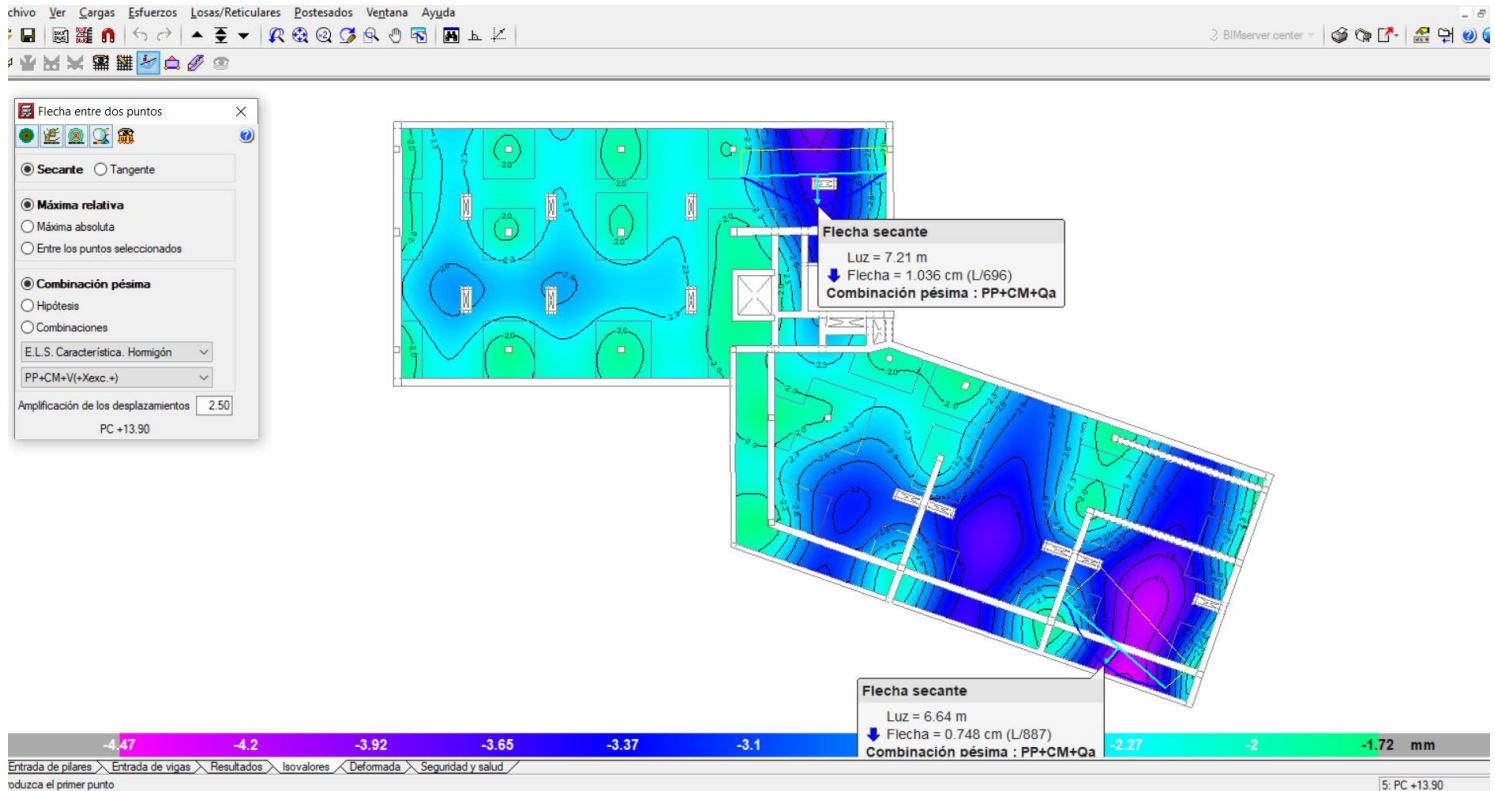 chivo Ver Cargas Esfuerzos Losas/Reticulares Postesados Ventana Ayuda
BIMserver.center
Flecha entre dos puntos
Secante Tangente
Máxima relativa
Máxima absoluta
Entre los puntos seleccionados
Combinación pésima
Hipótesis
Combinaciones
E.L.S. Característica. Hormigón
PP+CM+V(+Xexc.+)
Amplificación de los desplazamientos 2.50
PC +13.90
Flecha secante
Luz = 7.21 m
Flecha = 1.036 cm (L/696)
Combinación pésima : PP+CM+Qa
Flecha secante
Luz = 6.64 m
Flecha = 0.748 cm (L/887)
Combinación pésima : PP+CM+Qa
-4.47 -4.2 -3.92 -3.65 -3.37 -3.1 -2.27 -2 -1.72 mm
Entrada de pilares Entrada de vigas Resultados Isovalores Deformada Seguridad y salud
oduzca el primer punto 5: PC +13.90